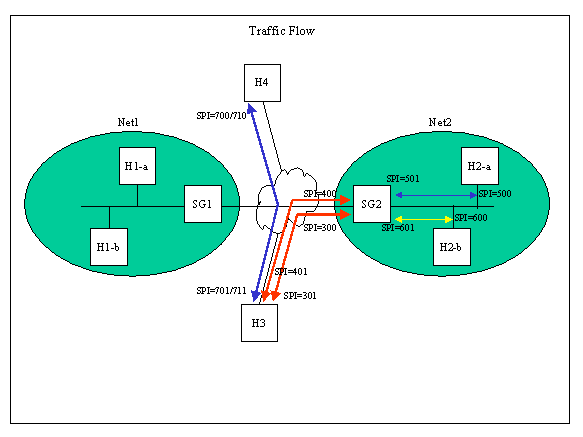 Traffic Flow
H4
SPI=700/710
Net1
Net2
H1-a
H2-a
SPI=501
SPI=400
SPI=500
SG1
SG2
SPI=600
SPI=300
SPI=601
H1-b
H2-b
SPI=401
SPI=701/711
SPI=301
H3